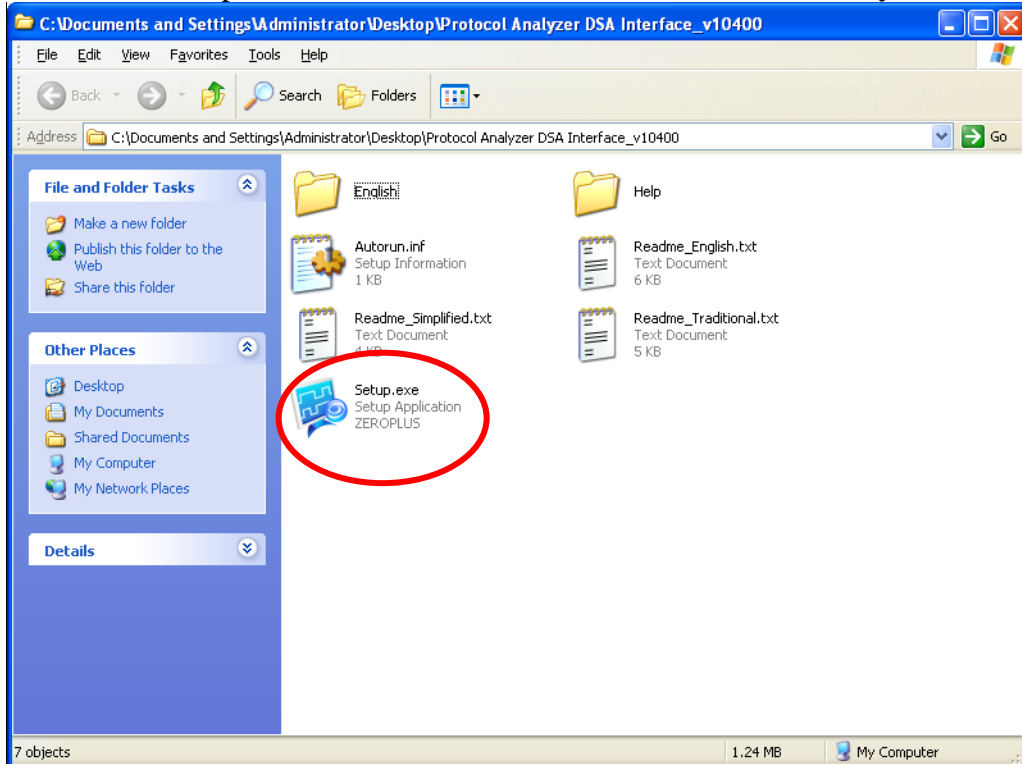 C:\Documents and Settings\Administrator\Desktop\Protocol Analyzer DSA Interface_v10400
File Edit View Favorites Tools Help
Back Search Folders
Address C:\Documents and Settings\Administrator\Desktop\Protocol Analyzer DSA Interface_v10400 Go
File and Folder Tasks
Make a new folder
Publish this folder to the
Web
Share this folder
Other Places
Desktop
My Documents
Shared Documents
My Computer
My Network Places
Details
English
Help
Autorun.inf
Setup Information
1 KB
Readme_English.txt
Text Document
6 KB
Readme_Simplified.txt
Text Document
4 KB
Readme_Traditional.txt
Text Document
5 KB
Setup.exe
Setup Application
ZEROPLUS
7 objects 1.24 MB My Computer